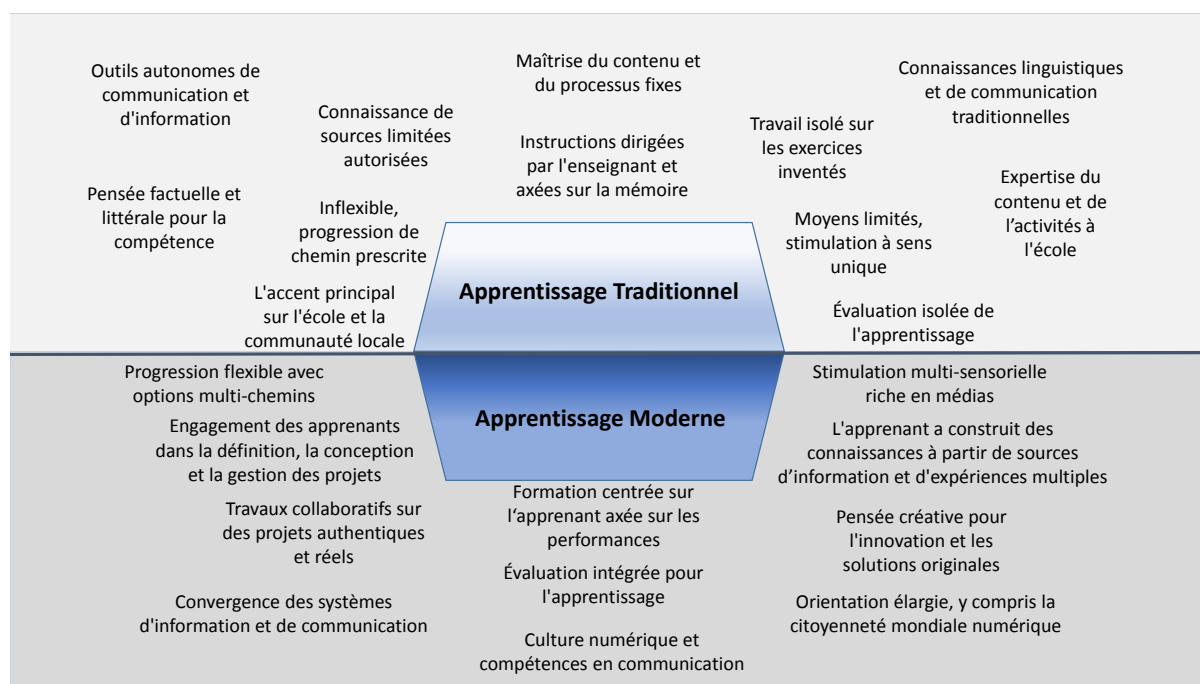 Outils autonomes de
communication et
d'information
Connaissance de
sources limitées
autorisées
Maîtrise du contenu et
du processus fixes
Instructions dirigées
par l'enseignant et
axées sur la mémoire
Travail isolé sur
les exercices
inventés
Connaissances linguistiques
et de communication
traditionnelles
Pensée factuelle et
littérale pour la
compétence
Inflexible,
progression de
chemin prescrite
Moyens limités,
stimulation à sens
unique
Expertise du
contenu et de
l’activités à
l'école
L'accent principal
sur l'école et la
communauté locale
Apprentissage Traditionnel
Évaluation isolée de
l'apprentissage
Progression flexible avec
options multi-chemins
Apprentissage Moderne
Stimulation multi-sensorielle
riche en médias
Engagement des apprenants
dans la définition, la conception
et la gestion des projets
L'apprenant a construit des
connaissances à partir de sources
d’information et d'expériences multiples
Travaux collaboratifs sur
des projets authentiques
et réels
Formation centrée sur
l‘apprenant axée sur les
performances
Pensée créative pour
l'innovation et les
solutions originales
Évaluation intégrée pour
l'apprentissage
Convergence des systèmes
d'information et de communication
Orientation élargie, y compris la
citoyenneté mondiale numérique
Culture numérique et
compétences en communication